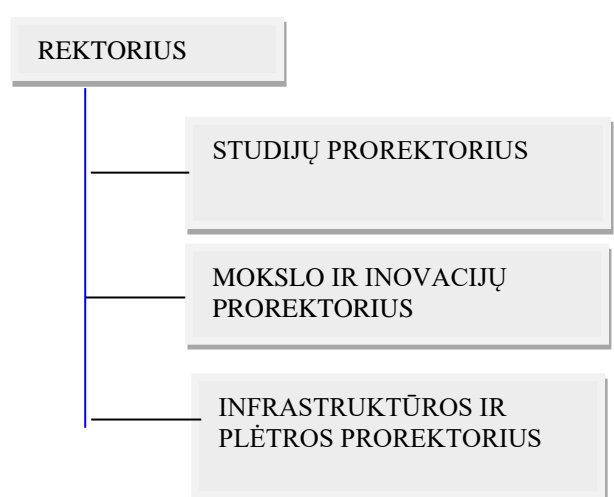 REKTORIUS
STUDIJŲ PROREKTORIUS
MOKSLO IR INOVACIJŲ
PROREKTORIUS
INFRASTRUKTŪROS IR
PLĖTROS PROREKTORIUS